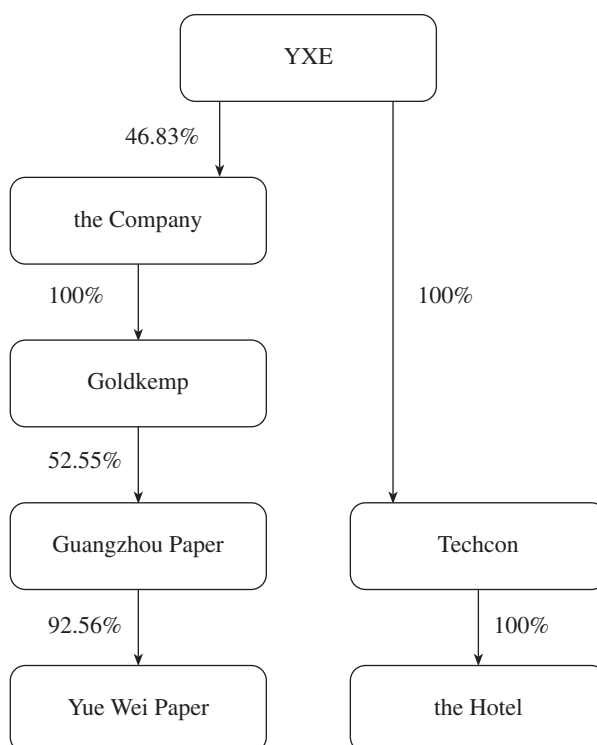 YXE
46.83%
the Company
100%
100%
Goldkemp
52.55%
Guangzhou Paper
Techcon
92.56%
100%
Yue Wei Paper
the Hotel